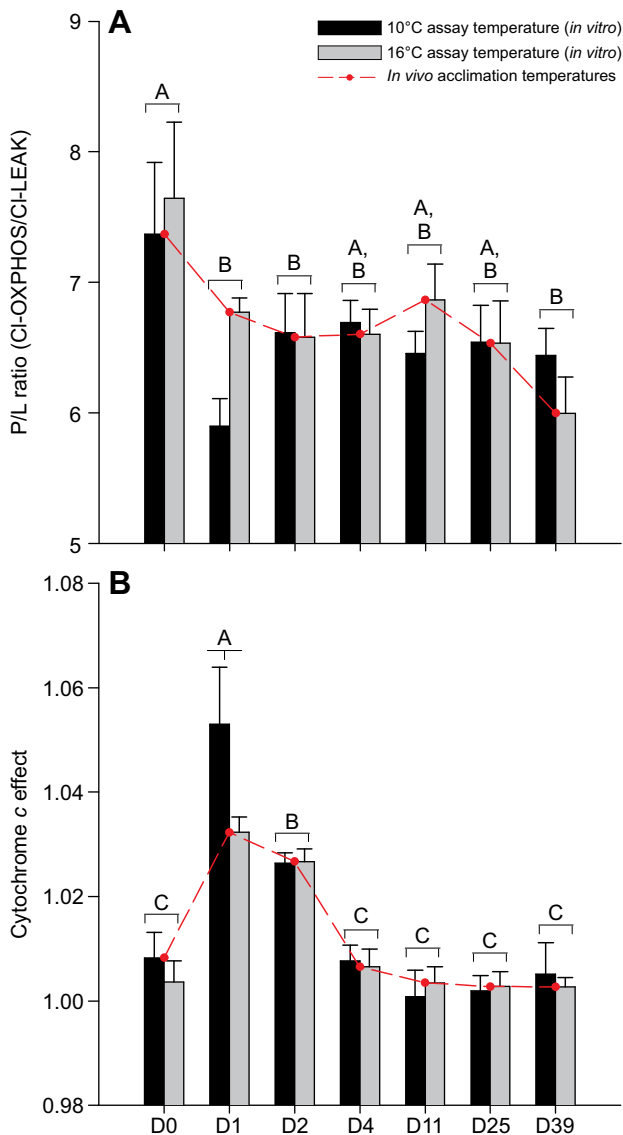 A
10°C assay temperature (in vitro)
16°C assay temperature (in vitro)
In vivo acclimation temperatures
P/L ratio (CI-OXPHOS/CI-LEAK)
9
8
7
6
5
A
B
B
A,
B
A,
B
A,
B
B
B
Cytochrome c effect
1.08
1.06
1.04
1.02
1.00
0.98
C
A
B
C
C
C
C
D0 D1 D2 D4 D11 D25 D39